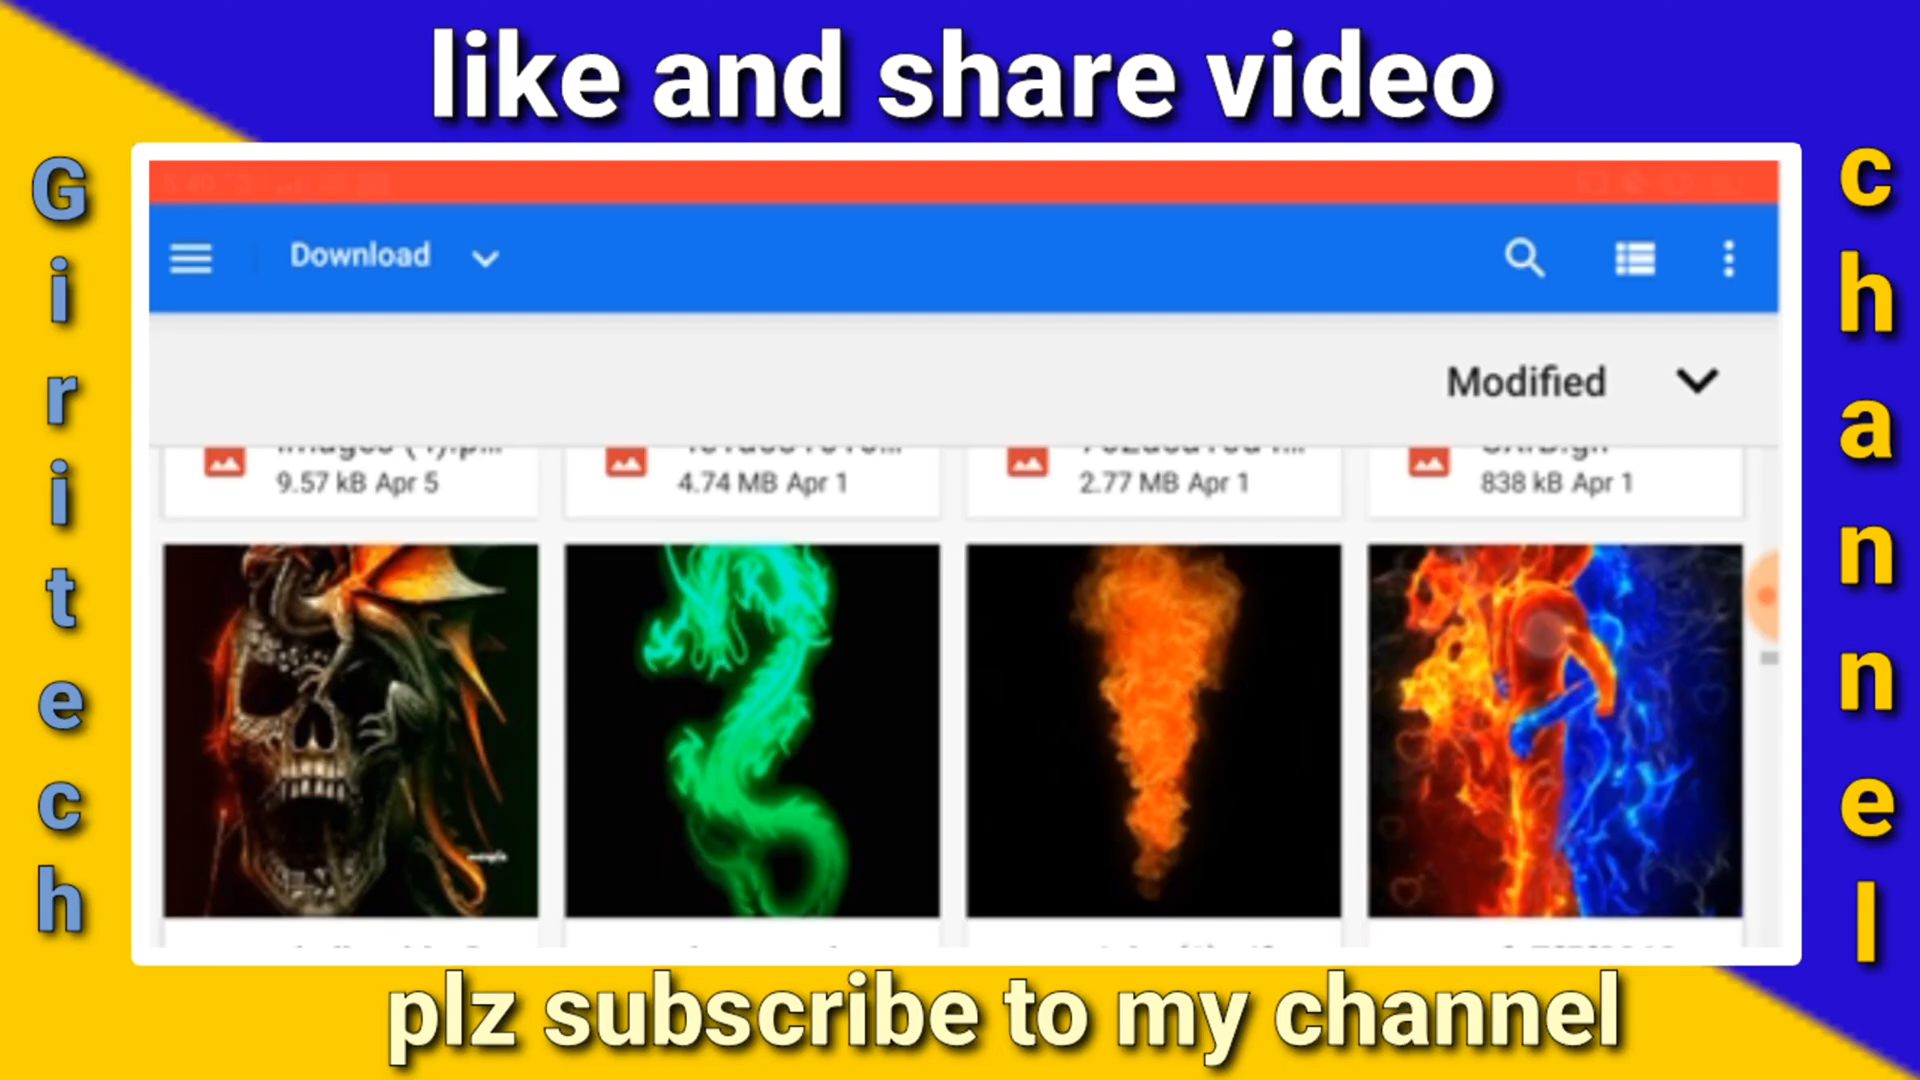 like and share video
Giritech
channel
Download
Modified
9.57 kB Apr 5
4.74 MB Apr 1
2.77 MB Apr 1
838 kB Apr 1
plz subscribe to my channel